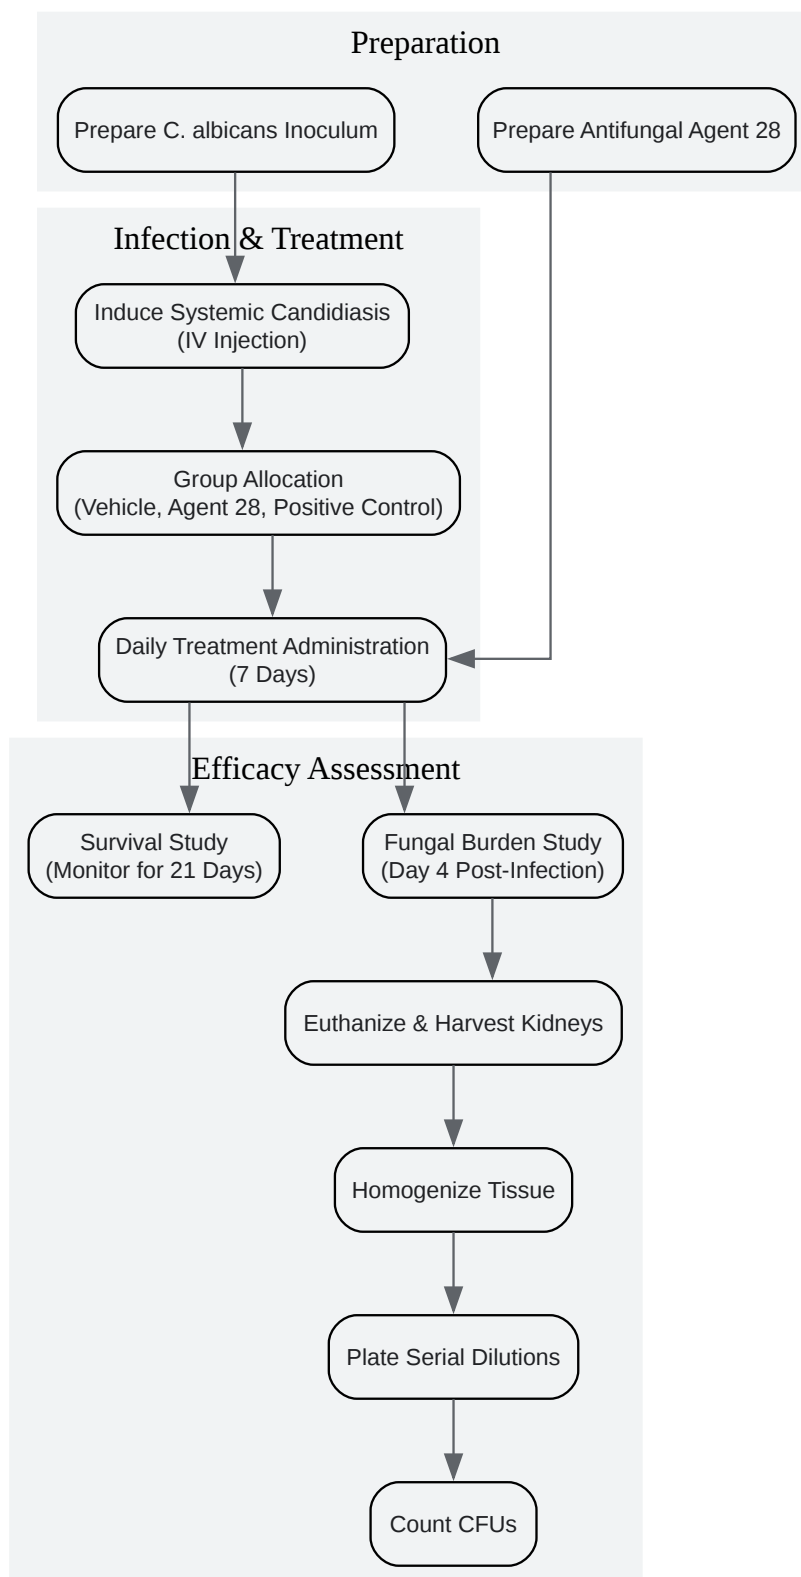 Preparation
Prepare C. albicans Inoculum
Prepare Antifungal Agent 28
Infection & Treatment
Induce Systemic Candidiasis
(IV Injection)
Group Allocation
(Vehicle, Agent 28, Positive Control)
Daily Treatment Administration
(7 Days)
Efficacy Assessment
Survival Study
(Monitor for 21 Days)
Fungal Burden Study
(Day 4 Post-Infection)
Euthanize & Harvest Kidneys
Homogenize Tissue
Plate Serial Dilutions
Count CFUs